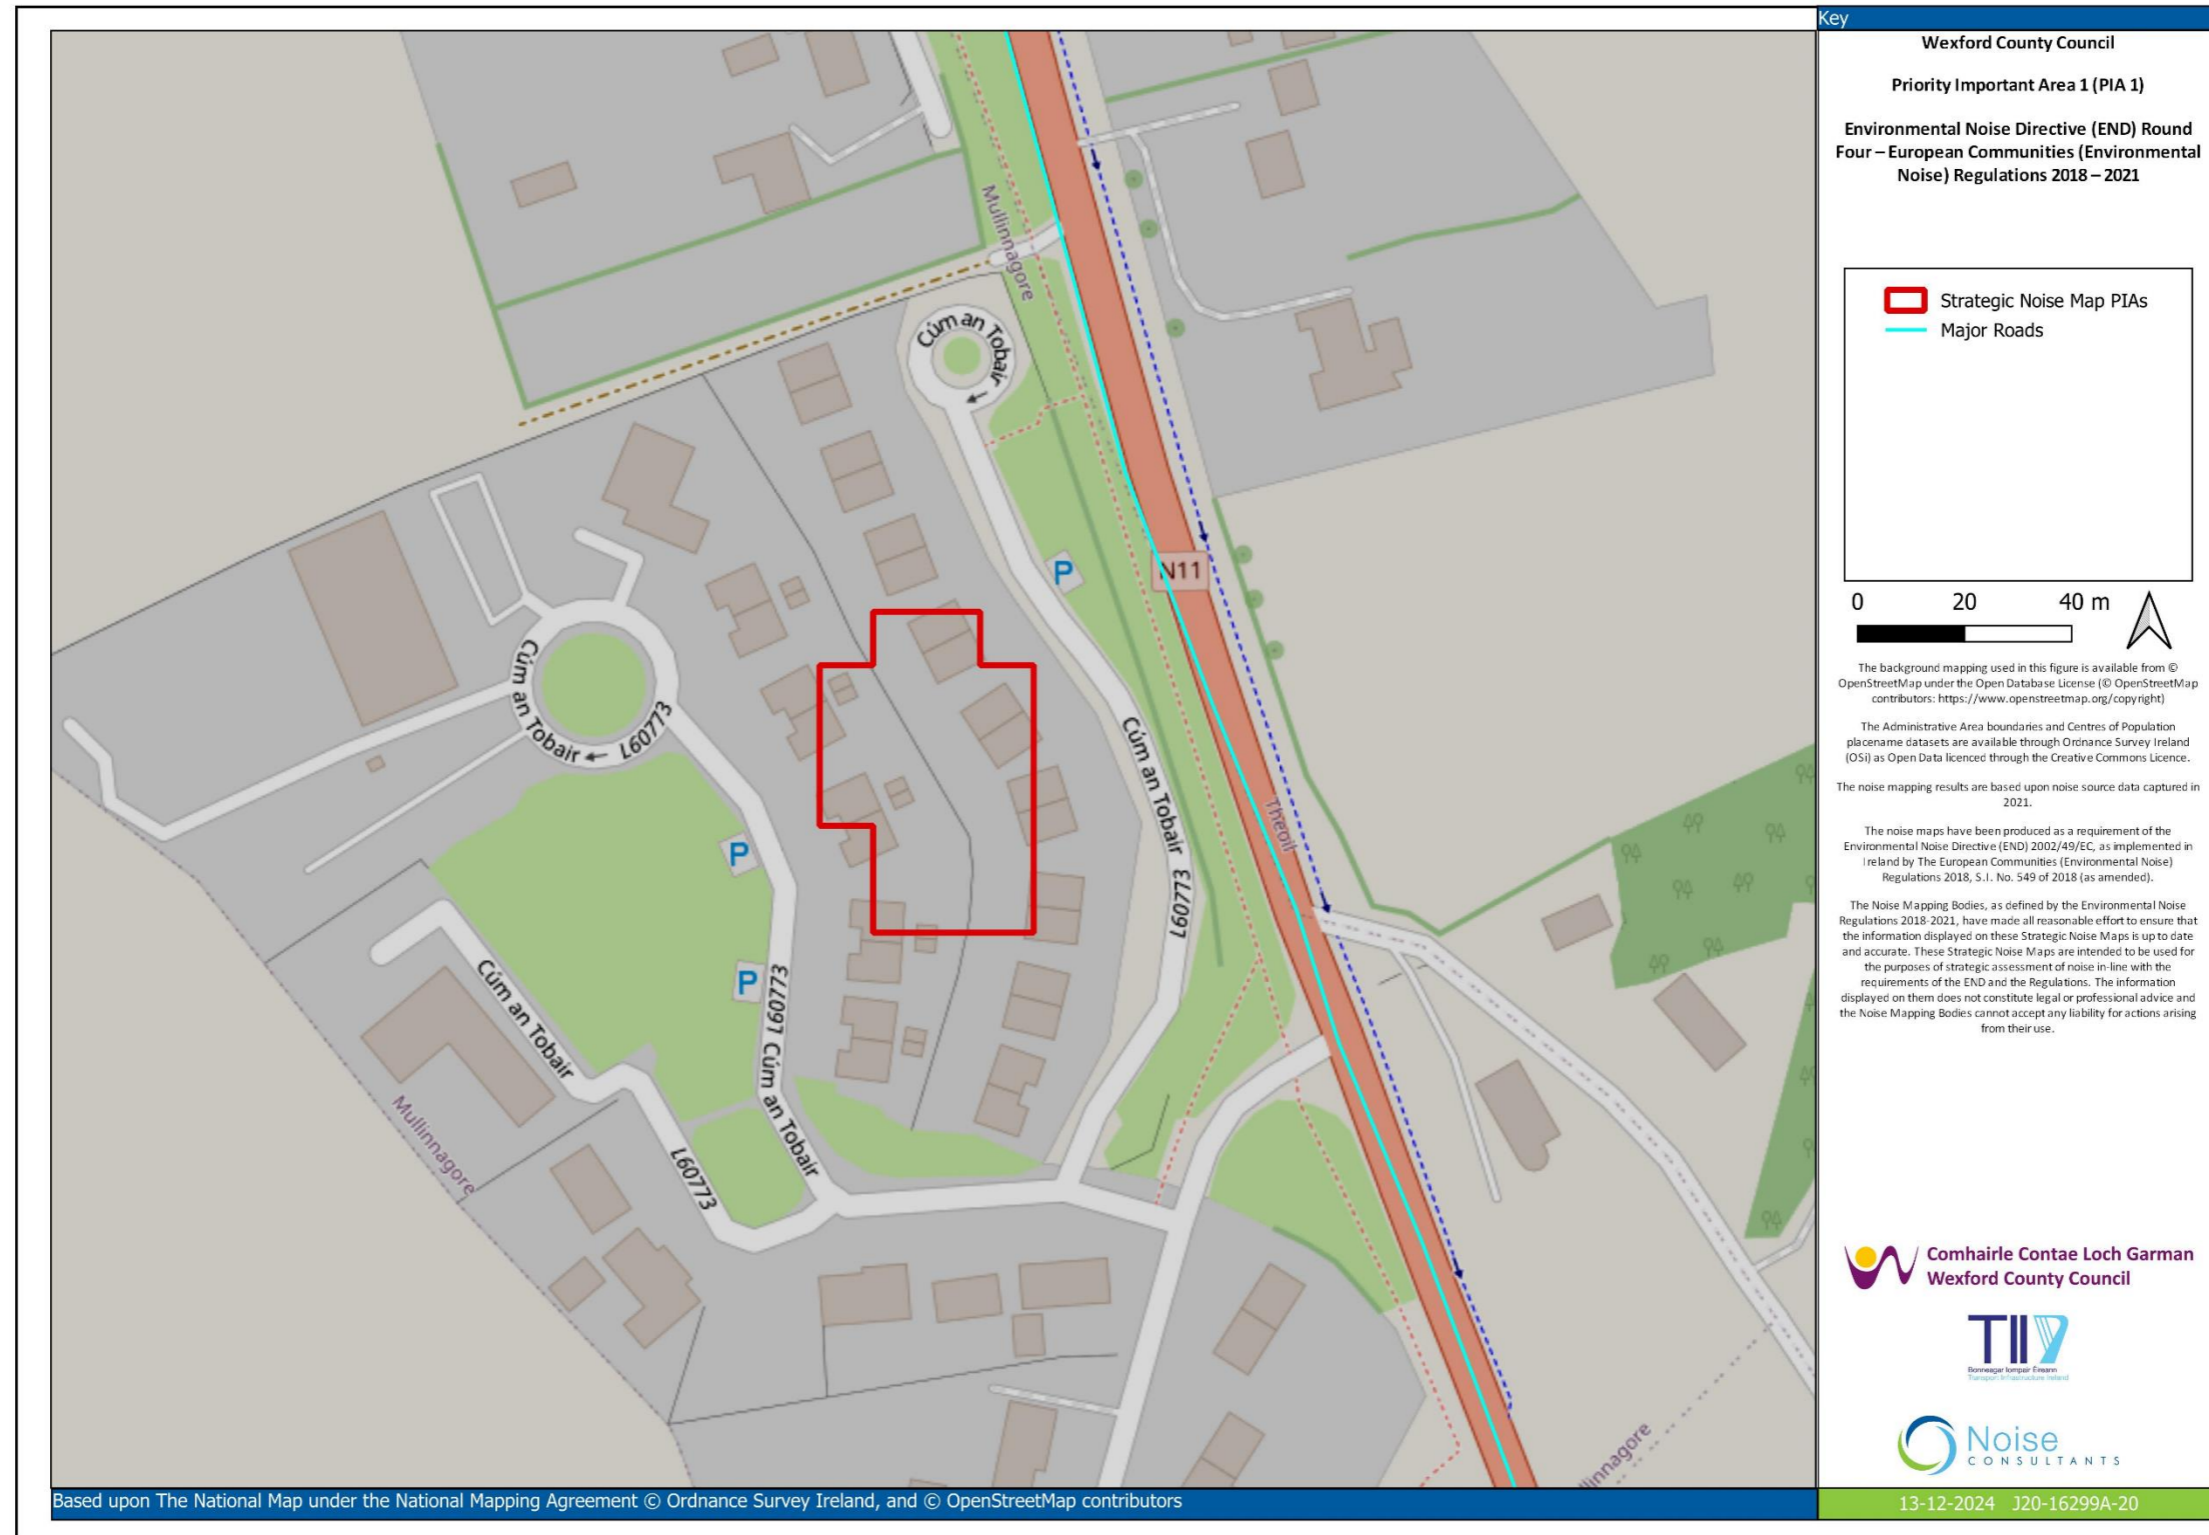 Key
Wexford County Council
Priority Important Area 1 (PIA 1)
Environmental Noise Directive (END) Round
Four – European Communities (Environmental
Noise) Regulations 2018 – 2021
Strategic Noise Map PIAs
Major Roads
0 20 40 m
The background mapping used in this figure is available from ©
OpenStreetMap under the Open Database License (© OpenStreetMap
contributors: https://www.openstreetmap.org/copyright)
The Administrative Area boundaries and Centres of Population
placename datasets are available through Ordnance Survey Ireland
(OSi) as Open Data licenced through the Creative Commons Licence.
The noise mapping results are based upon noise source data captured in
2021.
The noise maps have been produced as a requirement of the
Environmental Noise Directive (END) 2002/49/EC, as implemented in
Ireland by The European Communities (Environmental Noise)
Regulations 2018, S.I. No. 549 of 2018 (as amended).
The Noise Mapping Bodies, as defined by the Environmental Noise
Regulations 2018-2021, have made all reasonable effort to ensure that
the information displayed on these Strategic Noise Maps is up to date
and accurate. These Strategic Noise Maps are intended to be used for
the purposes of strategic assessment of noise in-line with the
requirements of the END and the Regulations. The information
displayed on them does not constitute legal or professional advice and
the Noise Mapping Bodies cannot accept any liability for actions arising
from their use.
Comhairle Contae Loch Garman
Wexford County Council
TII
Bonneagar Iompair Éireann
Transport Infrastructure Ireland
Noise
CONSULTANTS
13-12-2024 J20-16299A-20
Mullinnagore
Cúm an Tobair
P
N11
Cúm an Tobair
L60773
Cúm an Tobair L60773
Theoil
P
P
Cúm an Tobair
L60773 Cúm an Tobair
Mullinnagore
L60773
llinnagore
Based upon The National Map under the National Mapping Agreement © Ordnance Survey Ireland, and © OpenStreetMap contributors